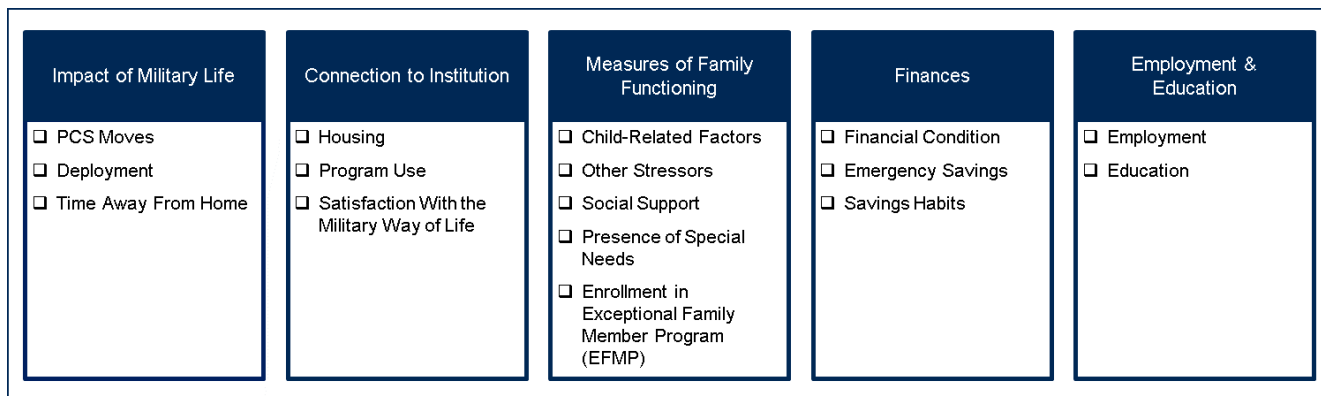 Impact of Military Life
❑ PCS Moves
❑ Deployment
❑ Time Away From Home
Connection to Institution
❑ Housing
❑ Program Use
❑ Satisfaction With the
Military Way of Life
Measures of Family
Functioning
❑ Child-Related Factors
❑ Other Stressors
❑ Social Support
❑ Presence of Special
Needs
❑ Enrollment in
Exceptional Family
Member Program
(EFMP)
Finances
❑ Financial Condition
❑ Emergency Savings
❑ Savings Habits
Employment &
Education
❑ Employment
❑ Education